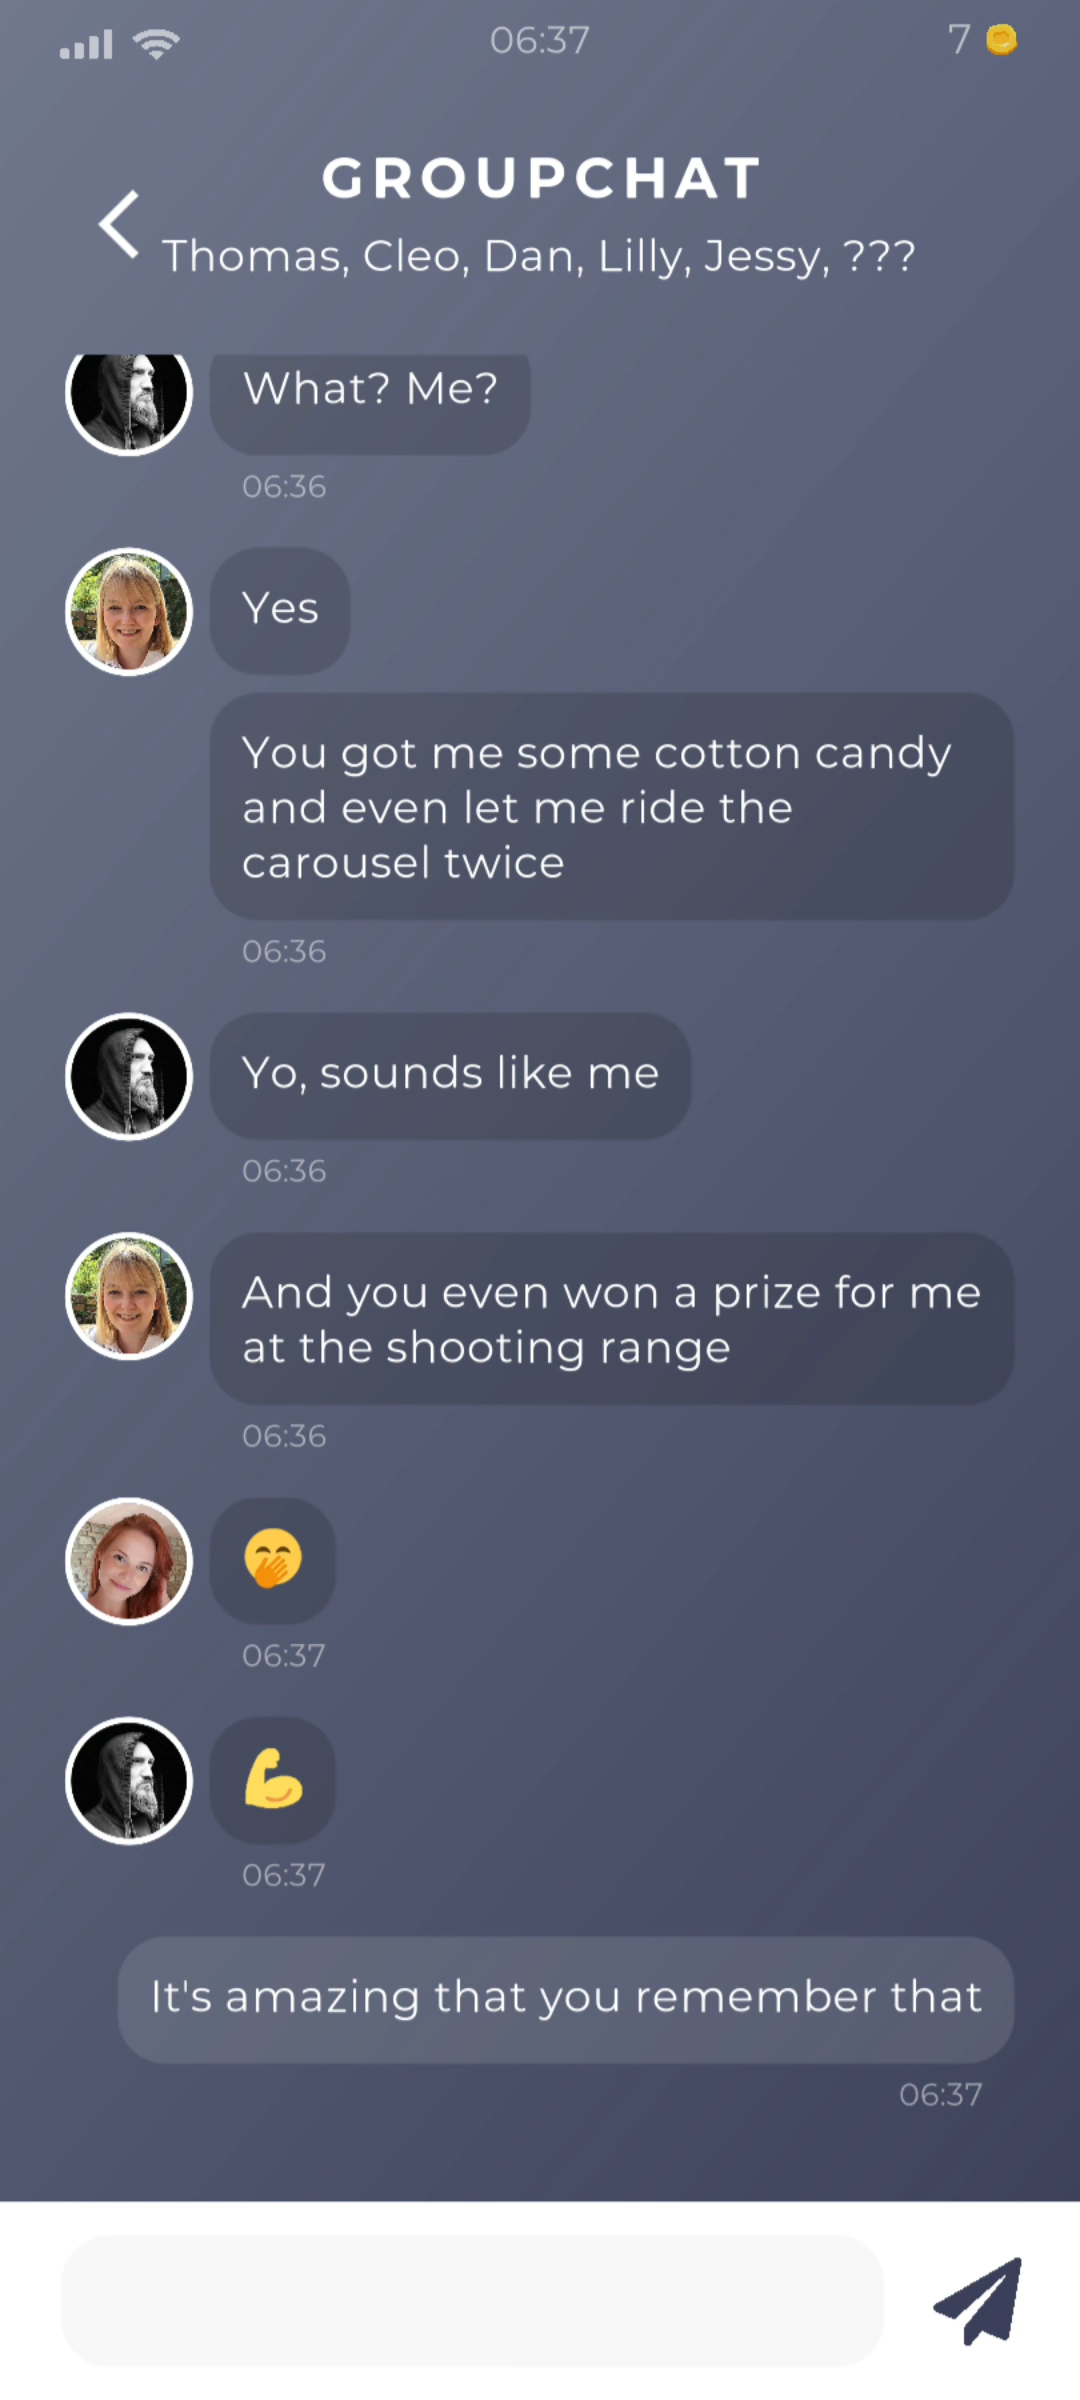 06:37
7
GROUPCHAT
Thomas, Cleo, Dan, Lilly, Jessy, ???
What? Me?
06:36
Yes
You got me some cotton candy
and even let me ride the
carousel twice
06:36
Yo, sounds like me
06:36
And you even won a prize for me
at the shooting range
06:36
🤭
06:37
💪
06:37
It's amazing that you remember that
06:37